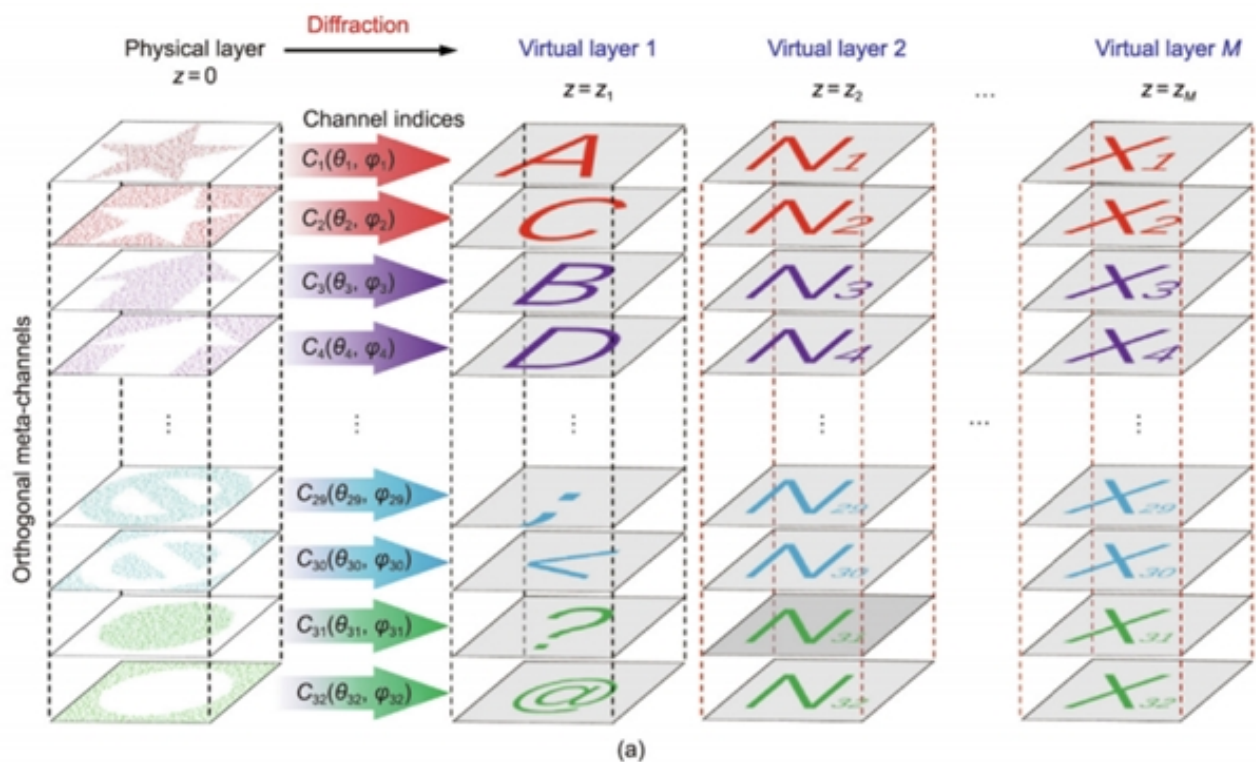 Diffraction
Physical layer
z = 0
Virtual layer 1
z = z₁
Virtual layer 2
z = z₂
...
Virtual layer M
z = z_M
Channel indices
Orthogonal meta-channels
C₁(θ₁, φ₁)
A
N₁
X₁
C₂(θ₂, φ₂)
C
N₂
X₂
C₃(θ₃, φ₃)
B
N₃
X₃
C₄(θ₄, φ₄)
D
N₄
X₄
⋮ ⋮ ⋮ ⋮ ... ⋮
C₂₉(θ₂₉, φ₂₉)
;
N₂₉
X₂₉
C₃₀(θ₃₀, φ₃₀)
<
N₃₀
X₃₀
C₃₁(θ₃₁, φ₃₁)
?
N₃₁
X₃₁
C₃₂(θ₃₂, φ₃₂)
@
N₃₂
X₃₂
(a)